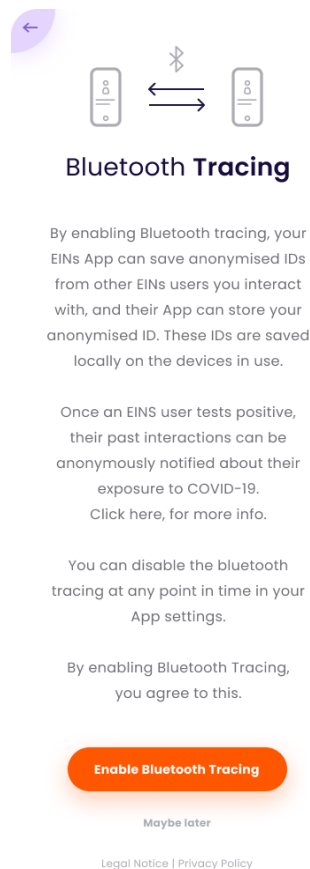 Bluetooth Tracing
By enabling Bluetooth tracing, your
EINs App can save anonymised IDs
from other EINs users you interact
with, and their App can store your
anonymised ID. These IDs are saved
locally on the devices in use.
Once an EINS user tests positive,
their past interactions can be
anonymously notified about their
exposure to COVID-19.
Click here, for more info.
You can disable the bluetooth
tracing at any point in time in your
App settings.
By enabling Bluetooth Tracing,
you agree to this.
Enable Bluetooth Tracing
Maybe later
Legal Notice | Privacy Policy